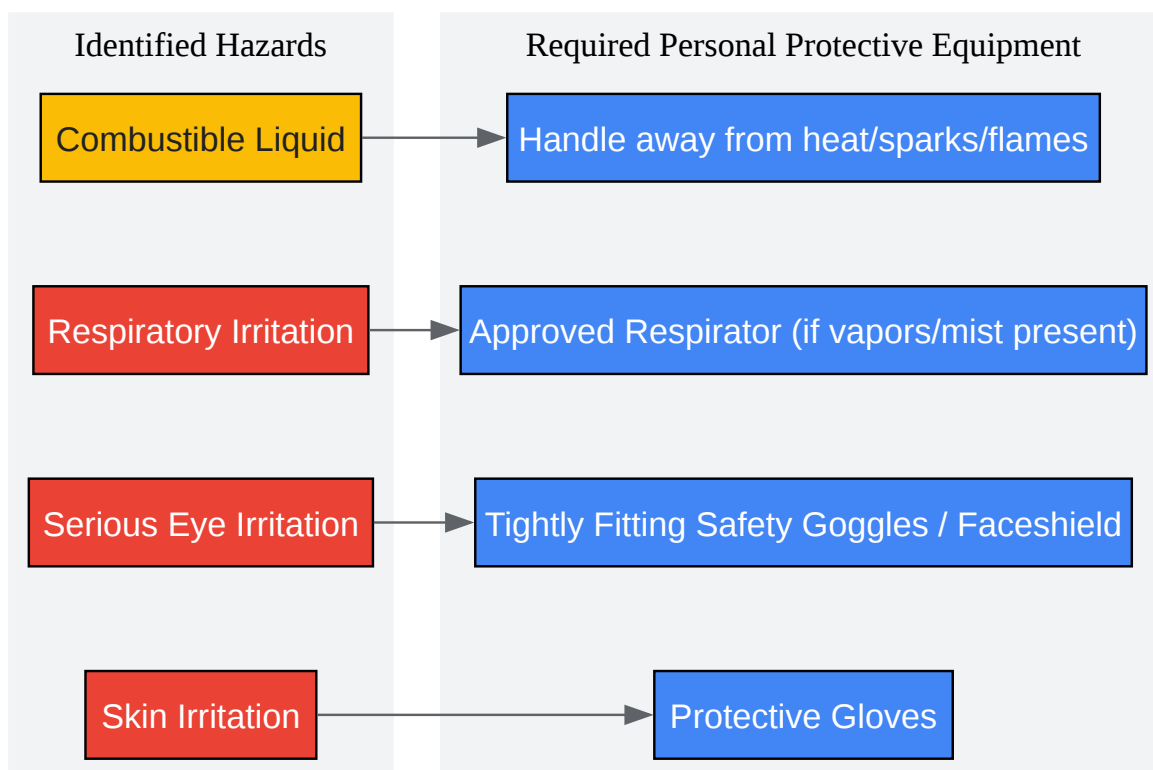 Identified Hazards
Required Personal Protective Equipment
Combustible Liquid
Handle away from heat/sparks/flames
Respiratory Irritation
Approved Respirator (if vapors/mist present)
Serious Eye Irritation
Tightly Fitting Safety Goggles / Faceshield
Skin Irritation
Protective Gloves